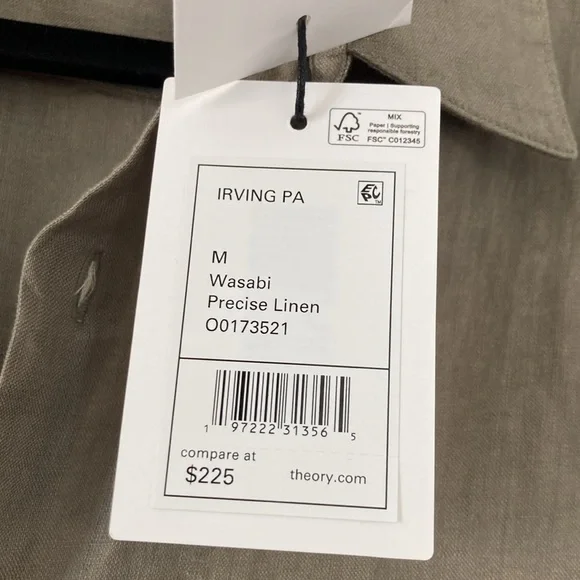 MIX
Paper | Supporting
responsible forestry
FSC™ C012345
FSC
IRVING PA
M
Wasabi
Precise Linen
O0173521
1 97222 31356 5
compare at
$225
theory.com